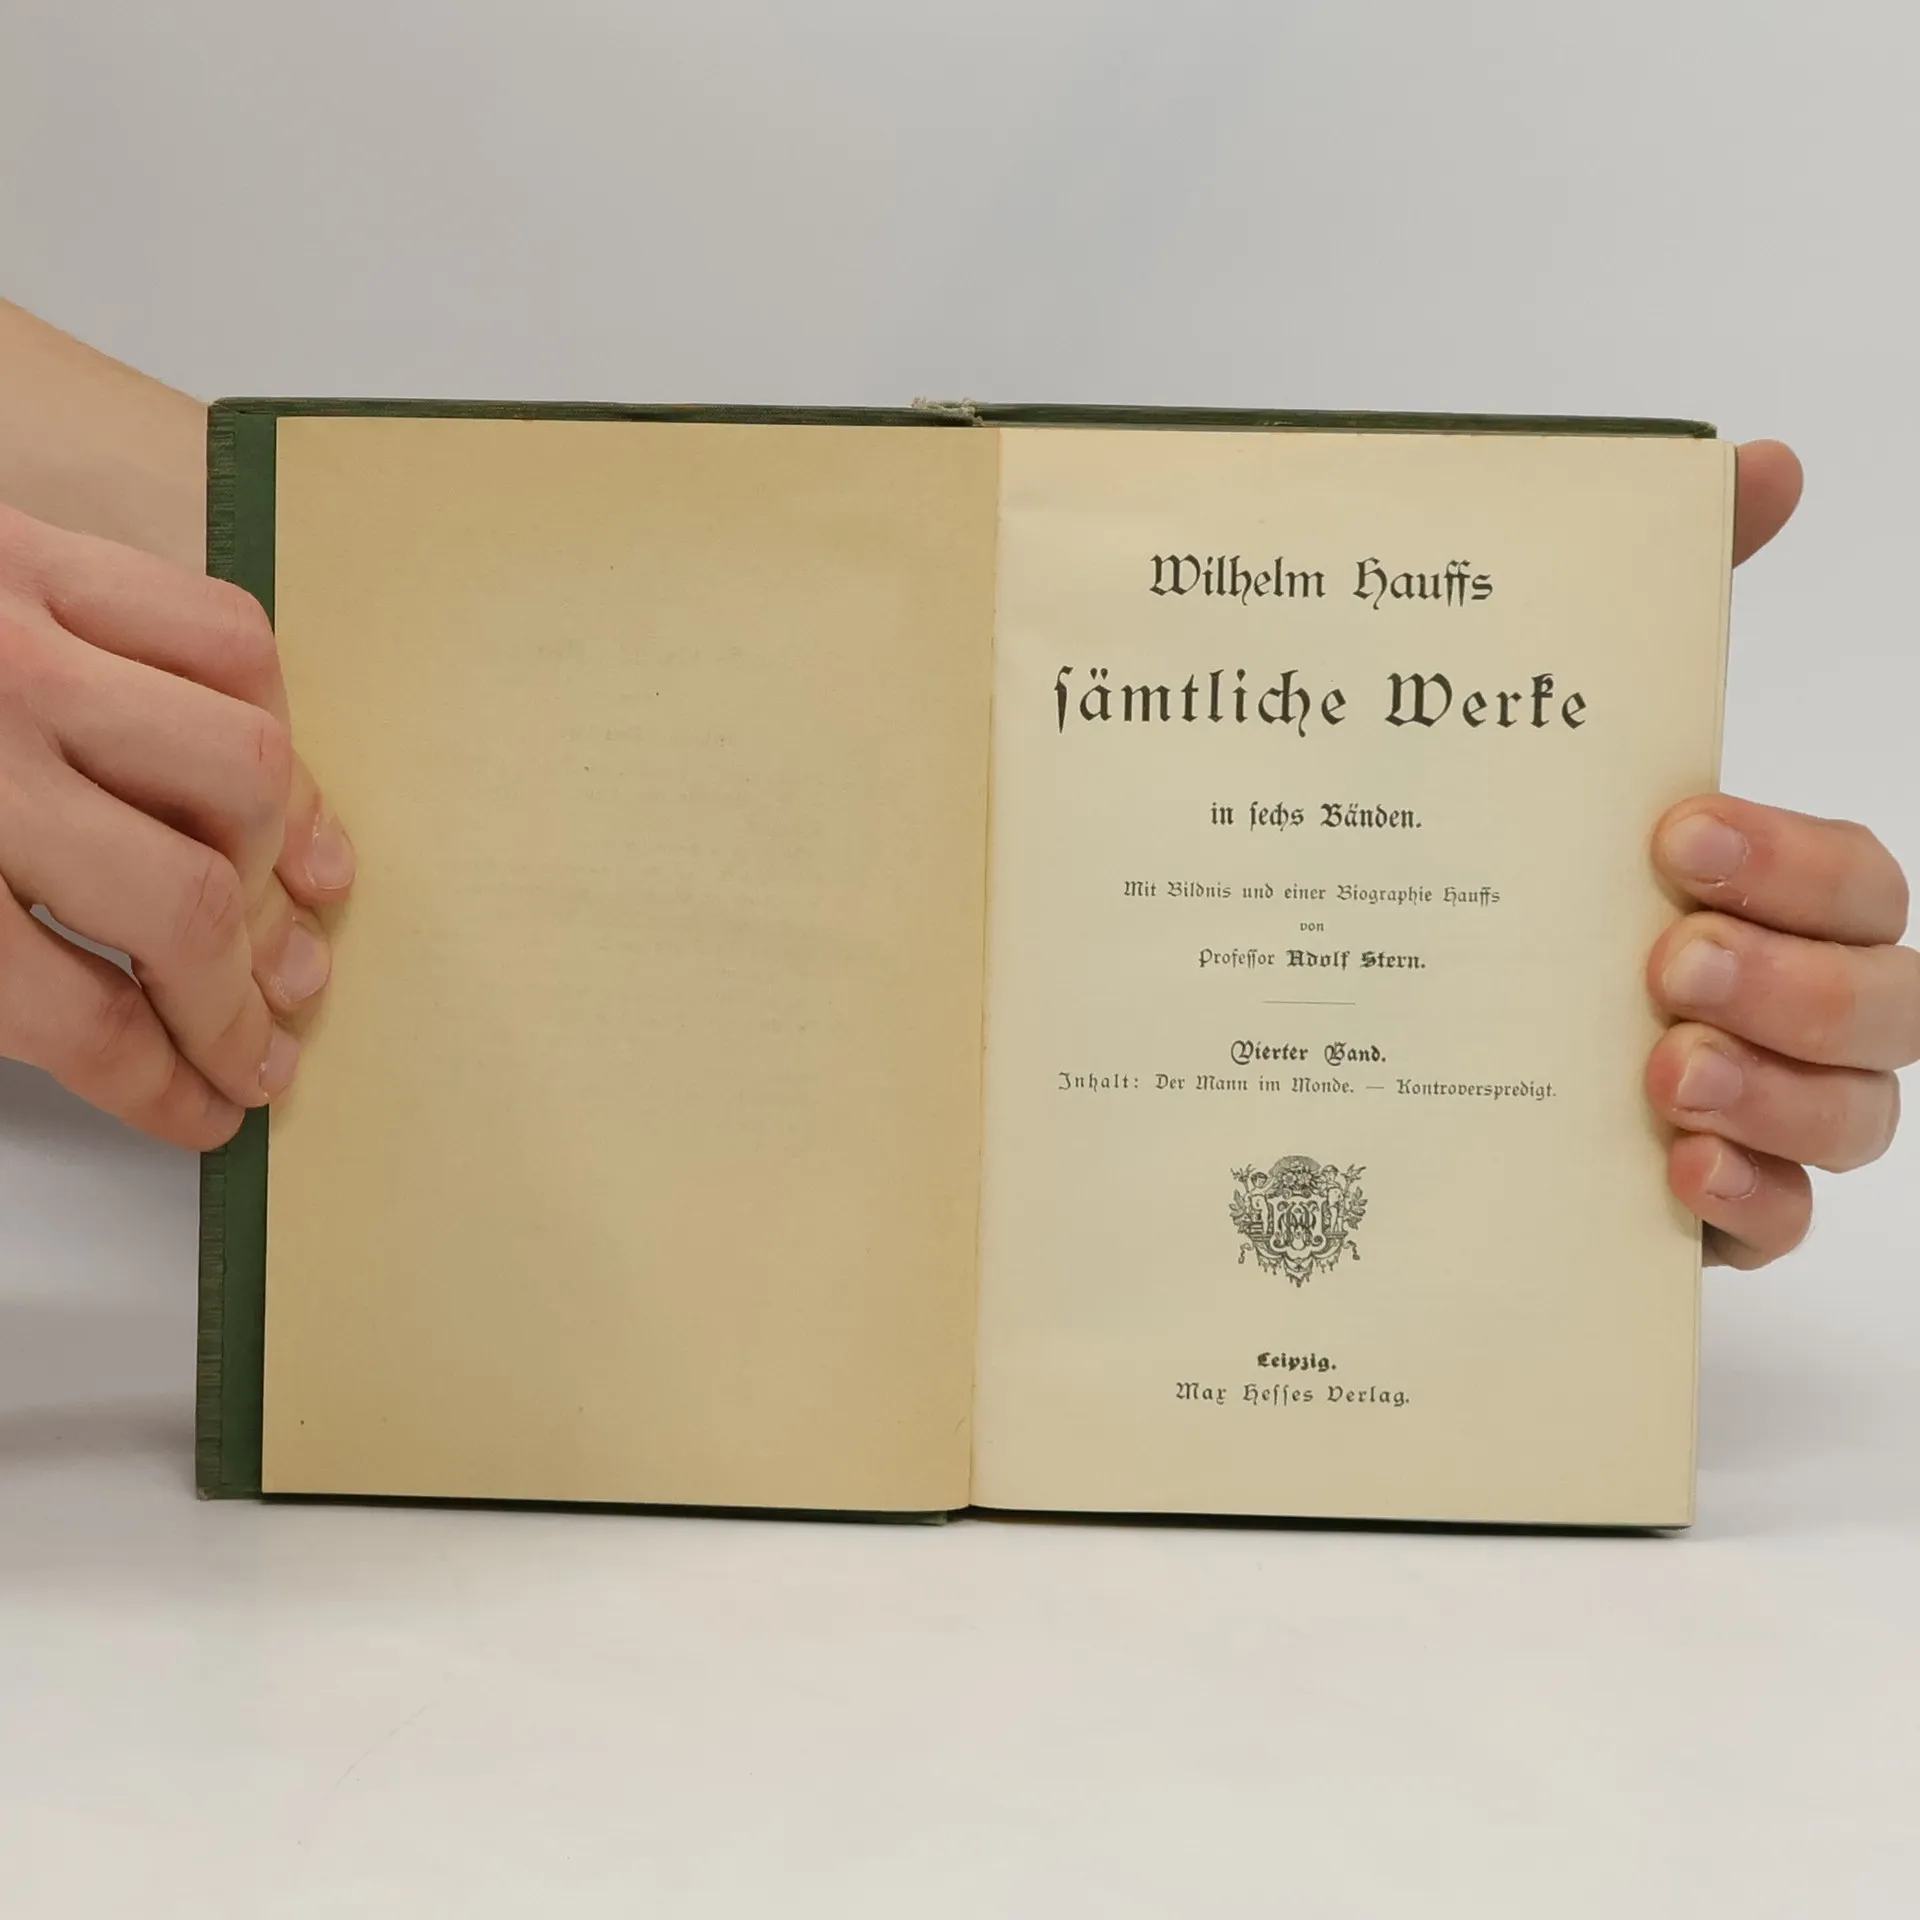 Wilhelm Hauffs
ſämtliche Werke
in ſechs Bänden.
Mit Bildnis und einer Biographie Hauffs
von
Profeſſor Adolf Stern.
Vierter Band.
Inhalt: Der Mann im Monde. — Kontroverspredigt.
Leipzig.
Max Heſſes Verlag.